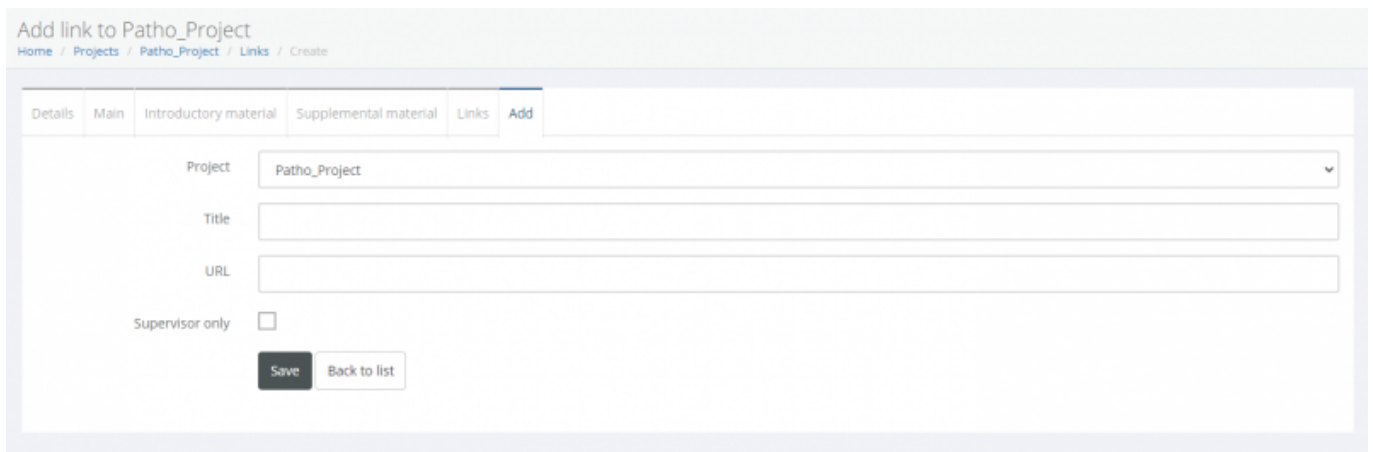 Add link to Patho_Project
Home / Projects / Patho_Project / Links / Create
Details Main Introductory material Supplemental material Links Add
Project Patho_Project
Title
URL
Supervisor only
Save Back to list